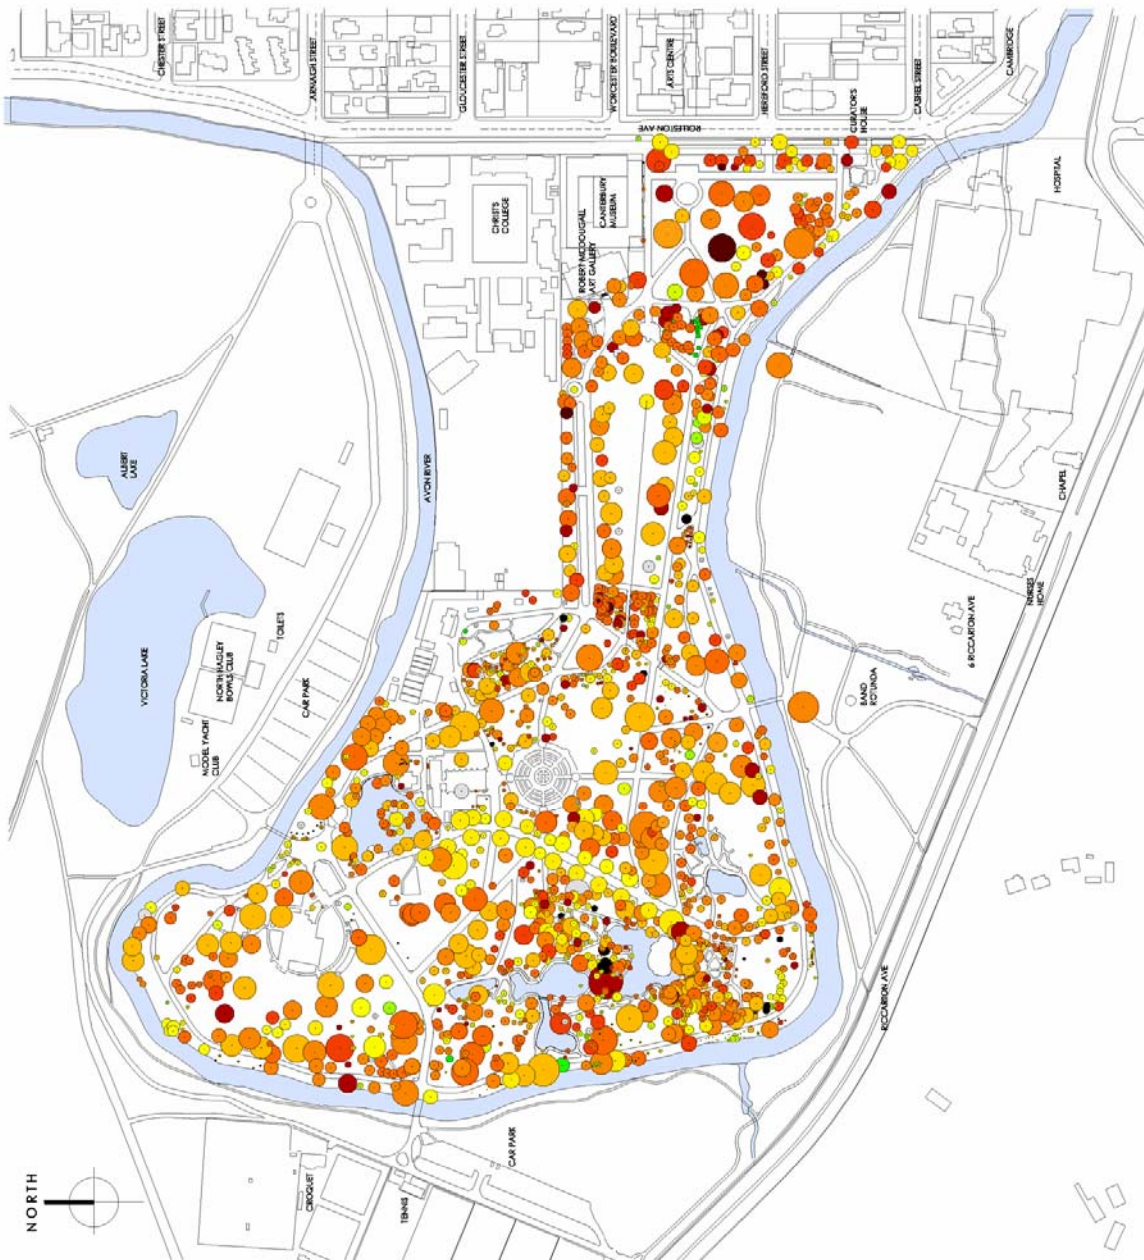 CHESTER STREET
ARMAGH STREET
GLOUCESTER STREET
WORCESTER BOULEVARD
ARTS CENTRE
HEREFORD STREET
CASHEL STREET
CAMBRIDGE
ROLLESTON AVE
CURATOR'S
HOUSE
HOSPITAL
CHRIST'S
COLLEGE
CANTERBURY
MUSEUM
ROBERT MCDOUGALL
ART GALLERY
ALBERT
LAKE
AVON RIVER
CHAPEL
VICTORIA LAKE
NORTH HAGLEY
BOWLS CLUB
TOILETS
CAR PARK
MODEL YACHT
CLUB
NURSES
HOME
6 RICCARTON AVE
BAND
ROTUNDA
RICCARTON AVE
CAR PARK
CROQUET
TENNIS
NORTH